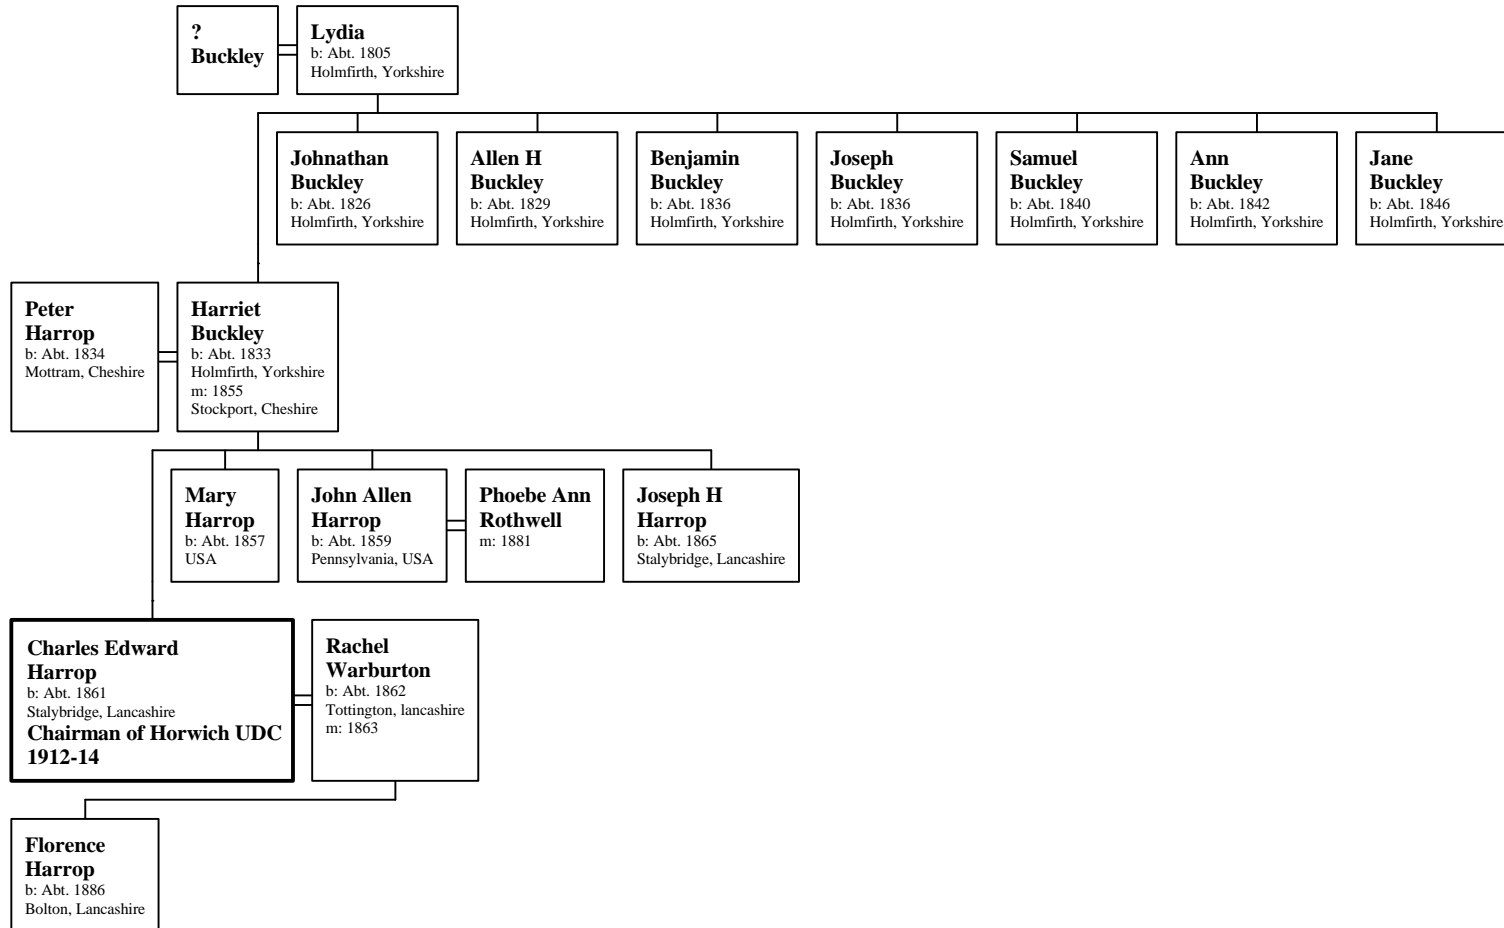 ?
Buckley
Lydia
b: Abt. 1805
Holmfirth, Yorkshire
Johnathan
Buckley
b: Abt. 1826
Holmfirth, Yorkshire
Allen H
Buckley
b: Abt. 1829
Holmfirth, Yorkshire
Benjamin
Buckley
b: Abt. 1836
Holmfirth, Yorkshire
Joseph
Buckley
b: Abt. 1836
Holmfirth, Yorkshire
Samuel
Buckley
b: Abt. 1840
Holmfirth, Yorkshire
Ann
Buckley
b: Abt. 1842
Holmfirth, Yorkshire
Jane
Buckley
b: Abt. 1846
Holmfirth, Yorkshire
Peter
Harrop
b: Abt. 1834
Mottram, Cheshire
Harriet
Buckley
b: Abt. 1833
Holmfirth, Yorkshire
m: 1855
Stockport, Cheshire
Mary
Harrop
b: Abt. 1857
USA
John Allen
Harrop
b: Abt. 1859
Pennsylvania, USA
Phoebe Ann
Rothwell
m: 1881
Joseph H
Harrop
b: Abt. 1865
Stalybridge, Lancashire
Charles Edward
Harrop
b: Abt. 1861
Stalybridge, Lancashire
Chairman of Horwich UDC
1912-14
Rachel
Warburton
b: Abt. 1862
Tottington, lancashire
m: 1863
Florence
Harrop
b: Abt. 1886
Bolton, Lancashire